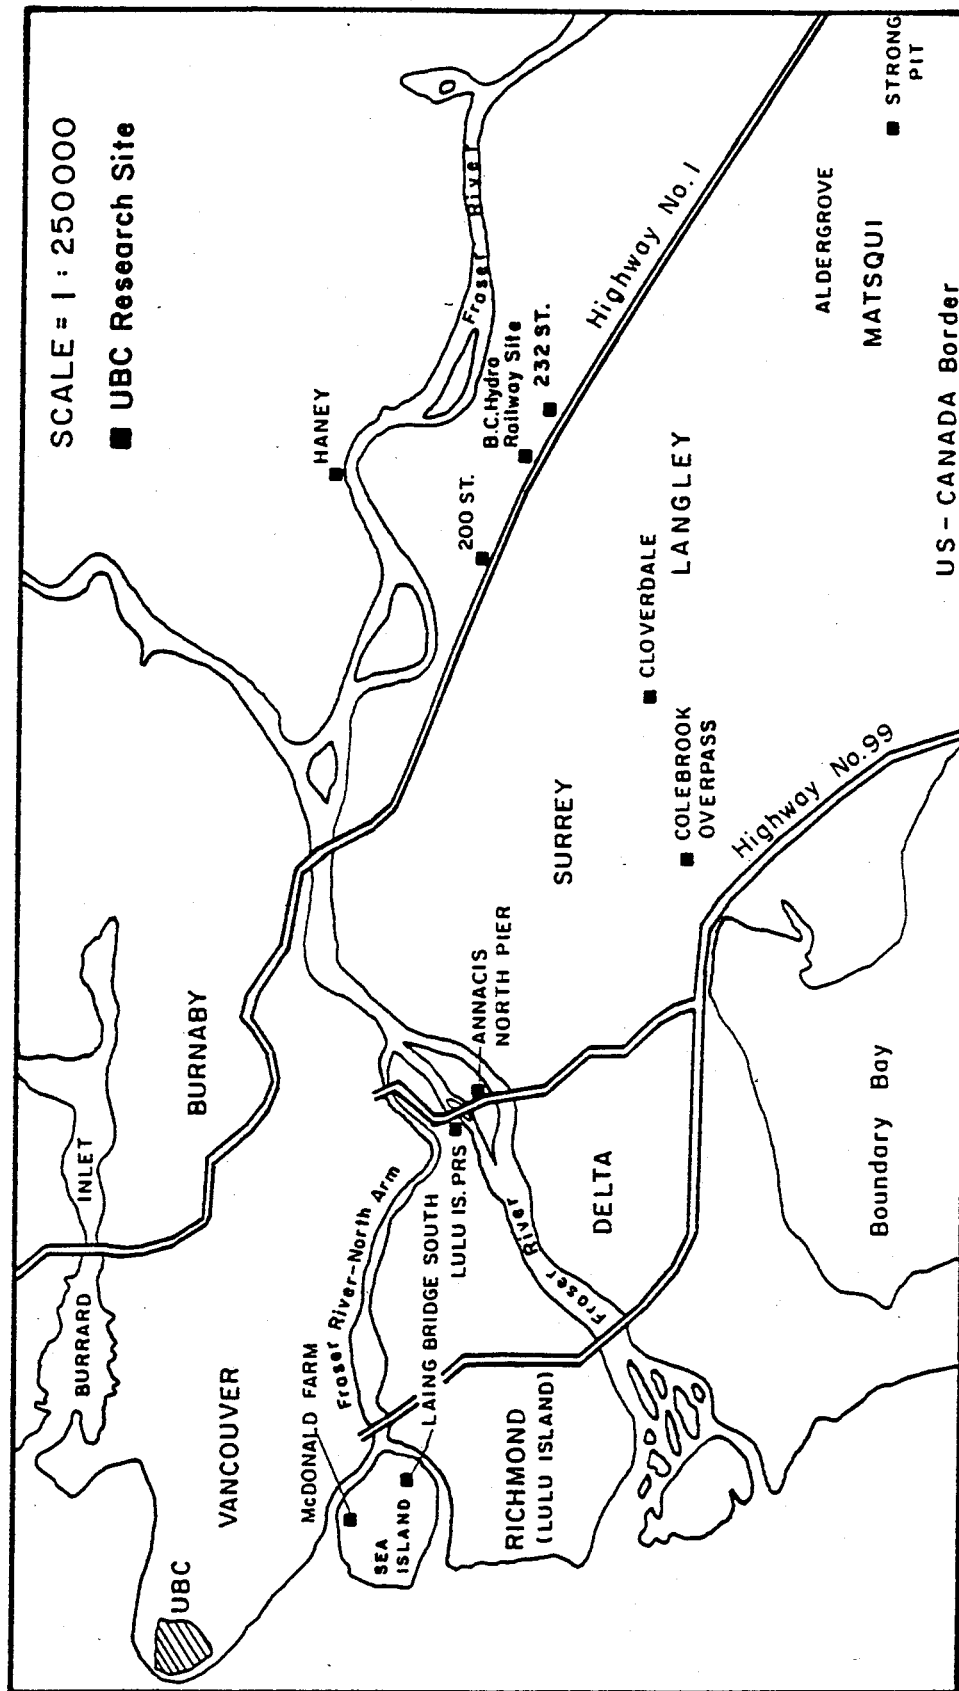 SCALE = 1 : 250000
■ UBC Research Site
BURRARD
INLET
UBC
VANCOUVER
BURNABY
HANEY
McDONALD FARM
Fraser River-North Arm
SEA
ISLAND
LAING BRIDGE SOUTH
LULU IS. PRS
ANNACIS
NORTH PIER
Fraser River
200 ST.
B.C.Hydro
Railway Site
232 ST.
Highway No. 1
RICHMOND
(LULU ISLAND)
Fraser River
DELTA
SURREY
CLOVERDALE
LANGLEY
COLEBROOK
OVERPASS
Highway No.99
ALDERGROVE
MATSQUI
STRONG
PIT
Boundary Bay
US-CANADA Border